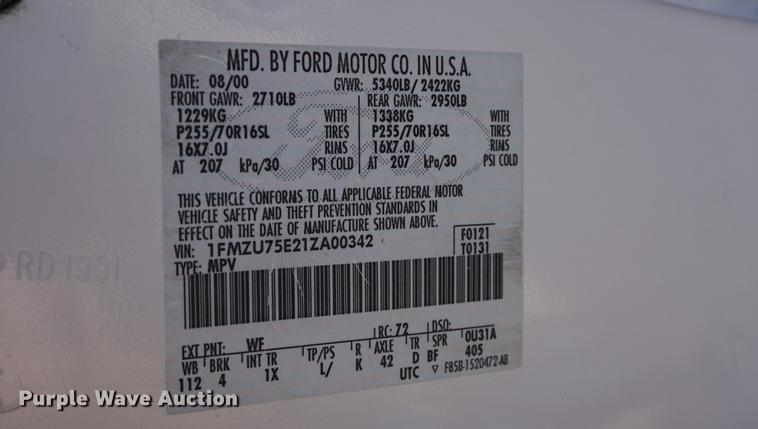 MFD. BY FORD MOTOR CO. IN U.S.A.
DATE: 08/00 GVWR: 5340LB/ 2422KG
FRONT GAWR: 2710LB REAR GAWR: 2950LB
1229KG WITH 1338KG WITH
P255/70R16SL TIRES P255/70R16SL TIRES
16X7.0J RIMS 16X7.0J RIMS
AT 207 kPa/30 PSI COLD AT 207 kPa/30 PSI COLD
THIS VEHICLE CONFORMS TO ALL APPLICABLE FEDERAL MOTOR
VEHICLE SAFETY AND THEFT PREVENTION STANDARDS IN
EFFECT ON THE DATE OF MANUFACTURE SHOWN ABOVE.
VIN: 1FMZU75E21ZA00342 F0121
TYPE: MPV T0131
RD 1991
EXT PNT: WF RC: 72 DSO:
WB BRK INT TR TP/PS R AXLE TR SPR 0U31A
112 4 1X L/ K 42 D BF 405
UTC F85B-1520472-AB
Purple Wave Auction